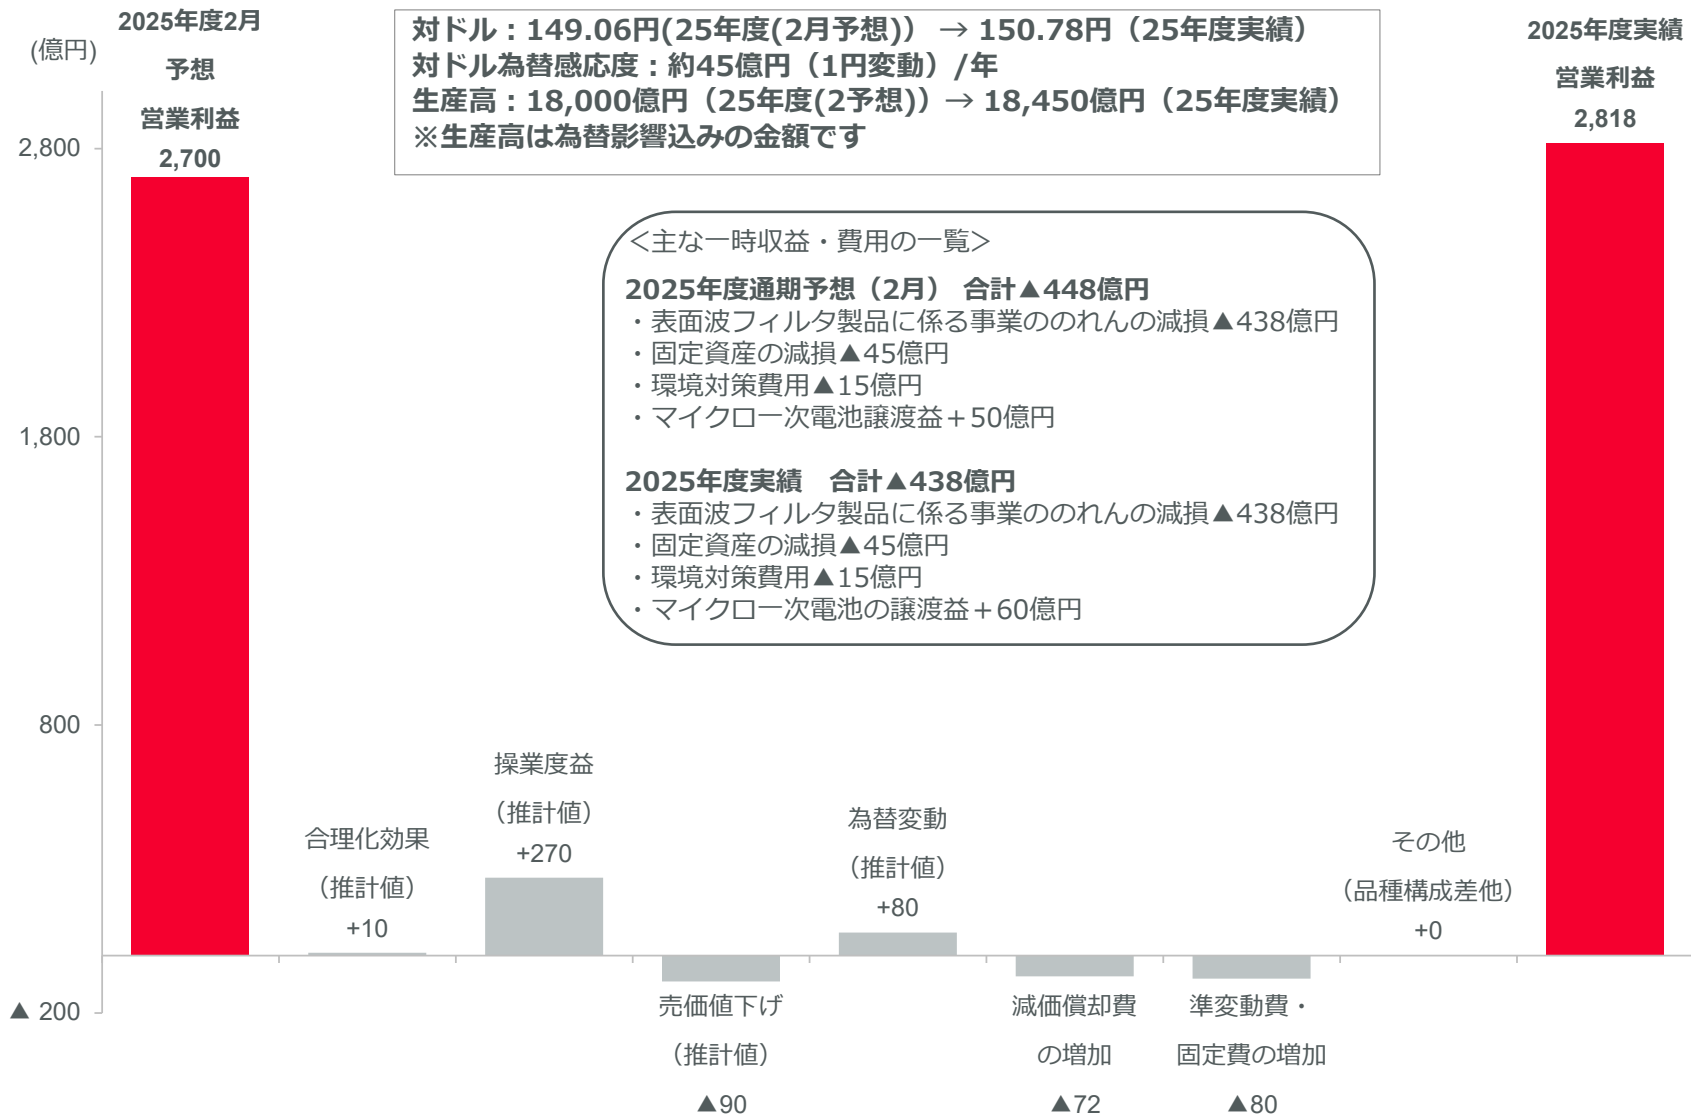 2025年度2月
予想
営業利益
2,700
(億円)
対ドル：149.06円(25年度(2月予想)） → 150.78円（25年度実績）
対ドル為替感応度：約45億円（1円変動）/年
生産高：18,000億円（25年度(2予想)）→ 18,450億円（25年度実績）
※生産高は為替影響込みの金額です
2025年度実績
営業利益
2,818
2,800
1,800
800
▲ 200
＜主な一時収益・費用の一覧＞
2025年度通期予想（2月） 合計▲448億円
・表面波フィルタ製品に係る事業ののれんの減損▲438億円
・固定資産の減損▲45億円
・環境対策費用▲15億円
・マイクロ一次電池譲渡益＋50億円
2025年度実績　合計▲438億円
・表面波フィルタ製品に係る事業ののれんの減損▲438億円
・固定資産の減損▲45億円
・環境対策費用▲15億円
・マイクロ一次電池の譲渡益＋60億円
合理化効果
（推計値）
+10
操業度益
（推計値）
+270
売価値下げ
（推計値）
▲90
為替変動
（推計値）
+80
減価償却費
の増加
▲72
準変動費・
固定費の増加
▲80
その他
（品種構成差他）
+0